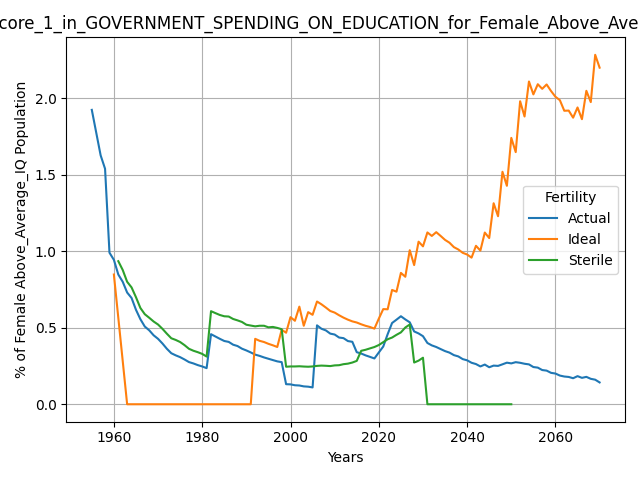 core_1_in_GOVERNMENT_SPENDING_ON_EDUCATION_for_Female_Above_Ave
% of Female Above_Average_IQ Population
2.0
1.5
1.0
0.5
0.0
Fertility
Actual
Ideal
Sterile
1960
1980
2000
2020
2040
2060
Years